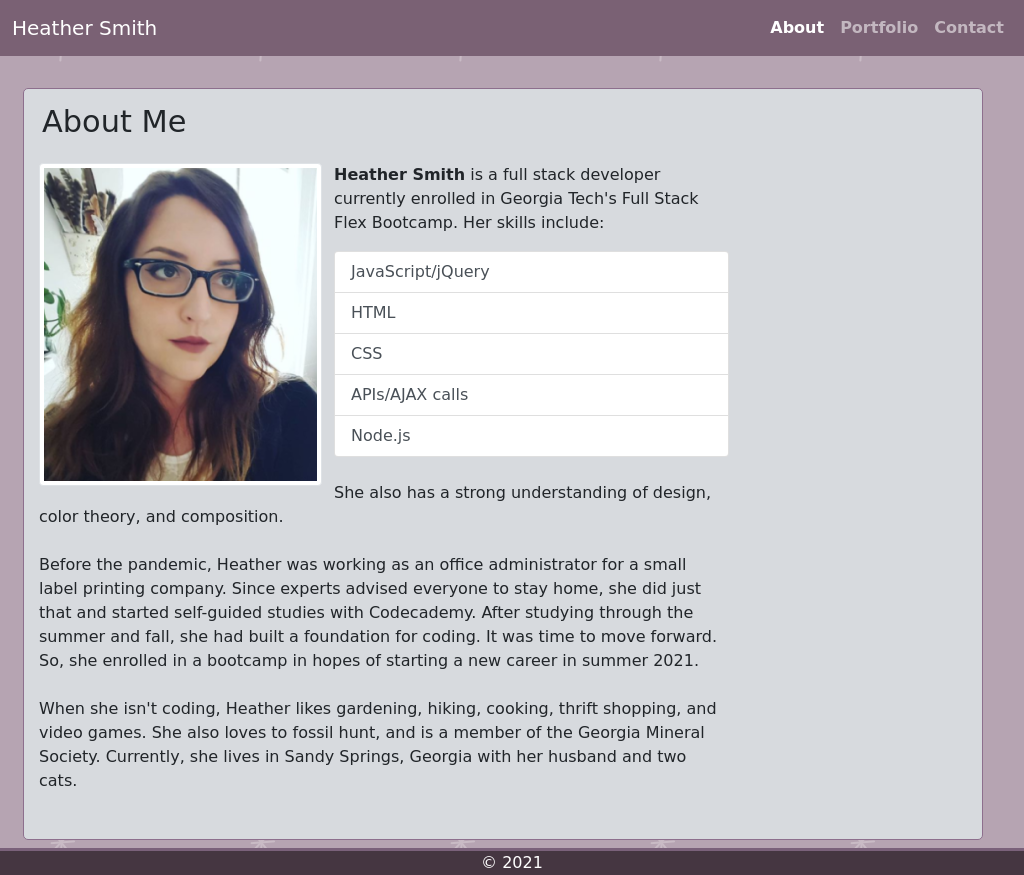 Heather Smith
About Portfolio Contact
About Me
Heather Smith is a full stack developer
currently enrolled in Georgia Tech's Full Stack
Flex Bootcamp. Her skills include:
JavaScript/jQuery
HTML
CSS
APIs/AJAX calls
Node.js
She also has a strong understanding of design,
color theory, and composition.
Before the pandemic, Heather was working as an office administrator for a small
label printing company. Since experts advised everyone to stay home, she did just
that and started self-guided studies with Codecademy. After studying through the
summer and fall, she had built a foundation for coding. It was time to move forward.
So, she enrolled in a bootcamp in hopes of starting a new career in summer 2021.
When she isn't coding, Heather likes gardening, hiking, cooking, thrift shopping, and
video games. She also loves to fossil hunt, and is a member of the Georgia Mineral
Society. Currently, she lives in Sandy Springs, Georgia with her husband and two
cats.
© 2021